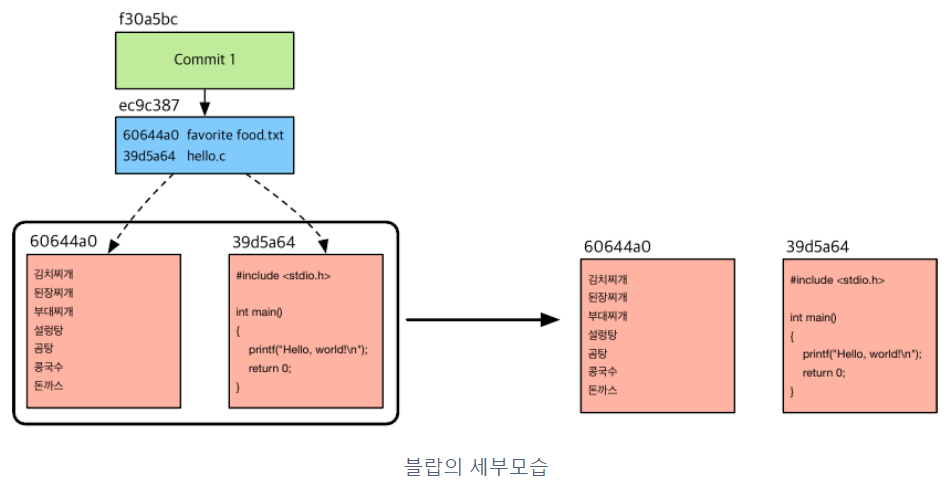 f30a5bc
Commit 1
ec9c387
60644a0 favorite food.txt
39d5a64 hello.c
60644a0
김치찌개
된장찌개
부대찌개
설렁탕
곰탕
콩국수
돈까스
39d5a64
#include <stdio.h>
int main()
{
printf("Hello, world!\n");
return 0;
}
60644a0
김치찌개
된장찌개
부대찌개
설렁탕
곰탕
콩국수
돈까스
39d5a64
#include <stdio.h>
int main()
{
printf("Hello, world!\n");
return 0;
}
블랍의 세부모습